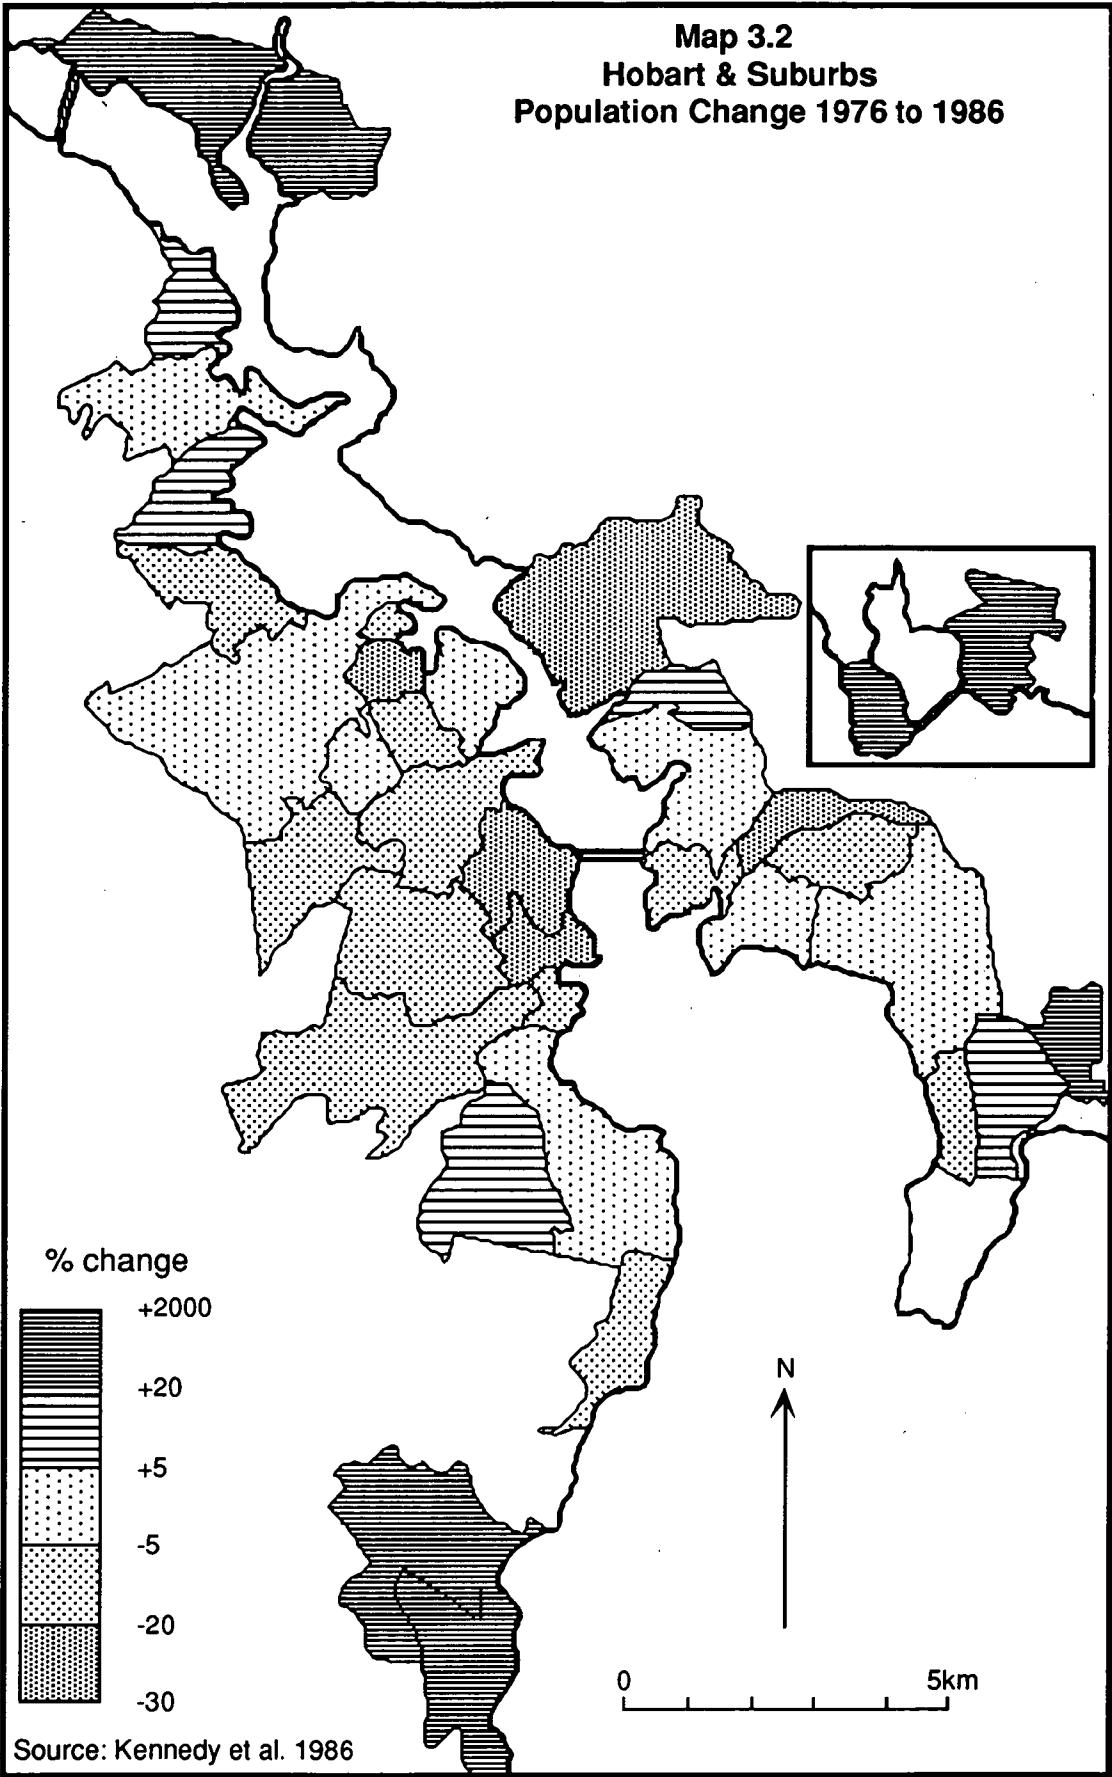 Map 3.2
Hobart & Suburbs
Population Change 1976 to 1986
% change
+2000
+20
+5
-5
-20
-30
N
0 5km
Source: Kennedy et al. 1986